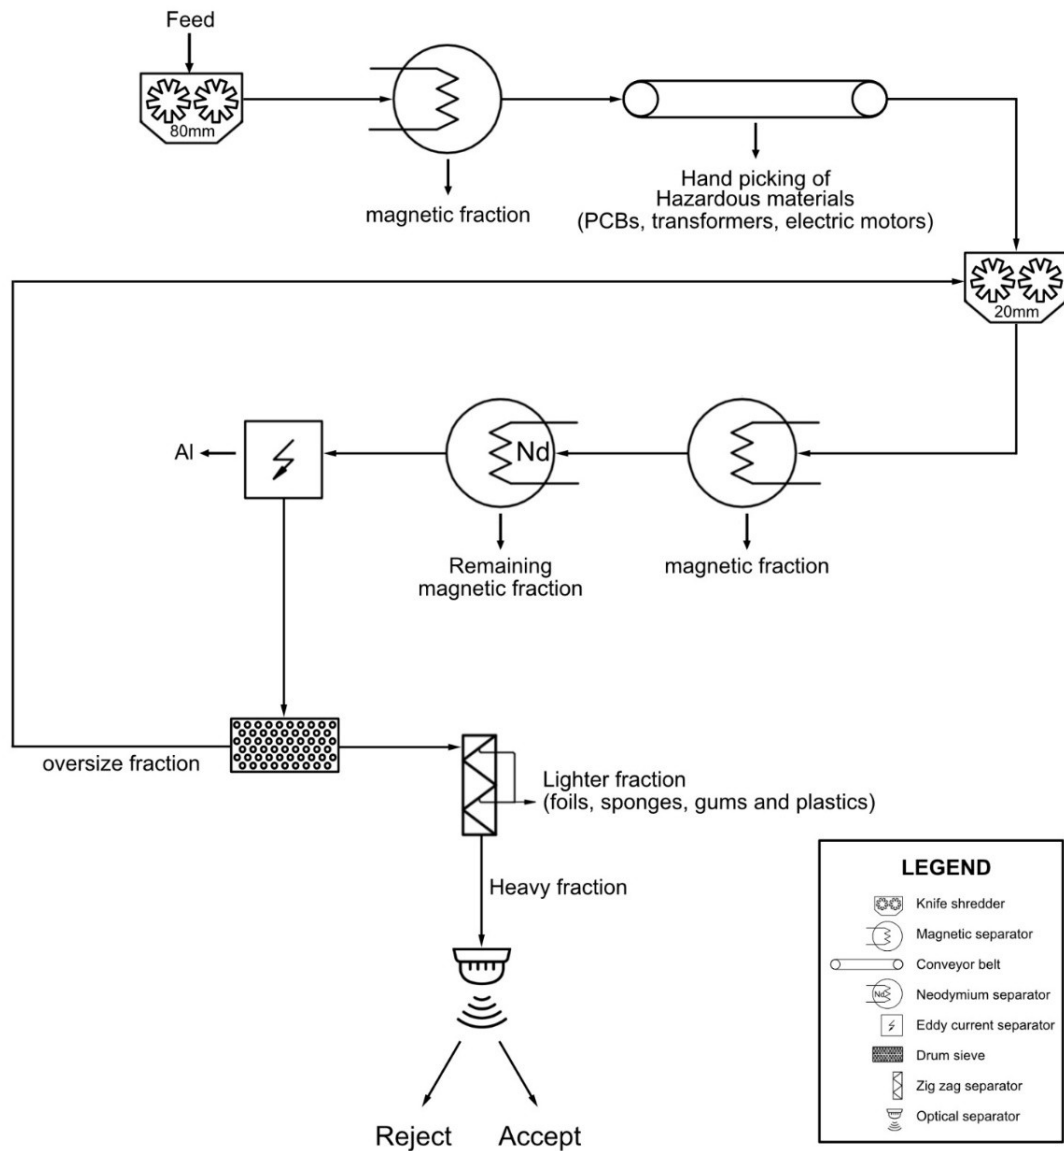 Feed
80mm
magnetic fraction
Hand picking of
Hazardous materials
(PCBs, transformers, electric motors)
20mm
Al
Nd
Remaining
magnetic fraction
magnetic fraction
oversize fraction
Lighter fraction
(foils, sponges, gums and plastics)
Heavy fraction
Reject
Accept
LEGEND
Knife shredder
Magnetic separator
Conveyor belt
Nd
Neodymium separator
Eddy current separator
Drum sieve
Zig zag separator
Optical separator